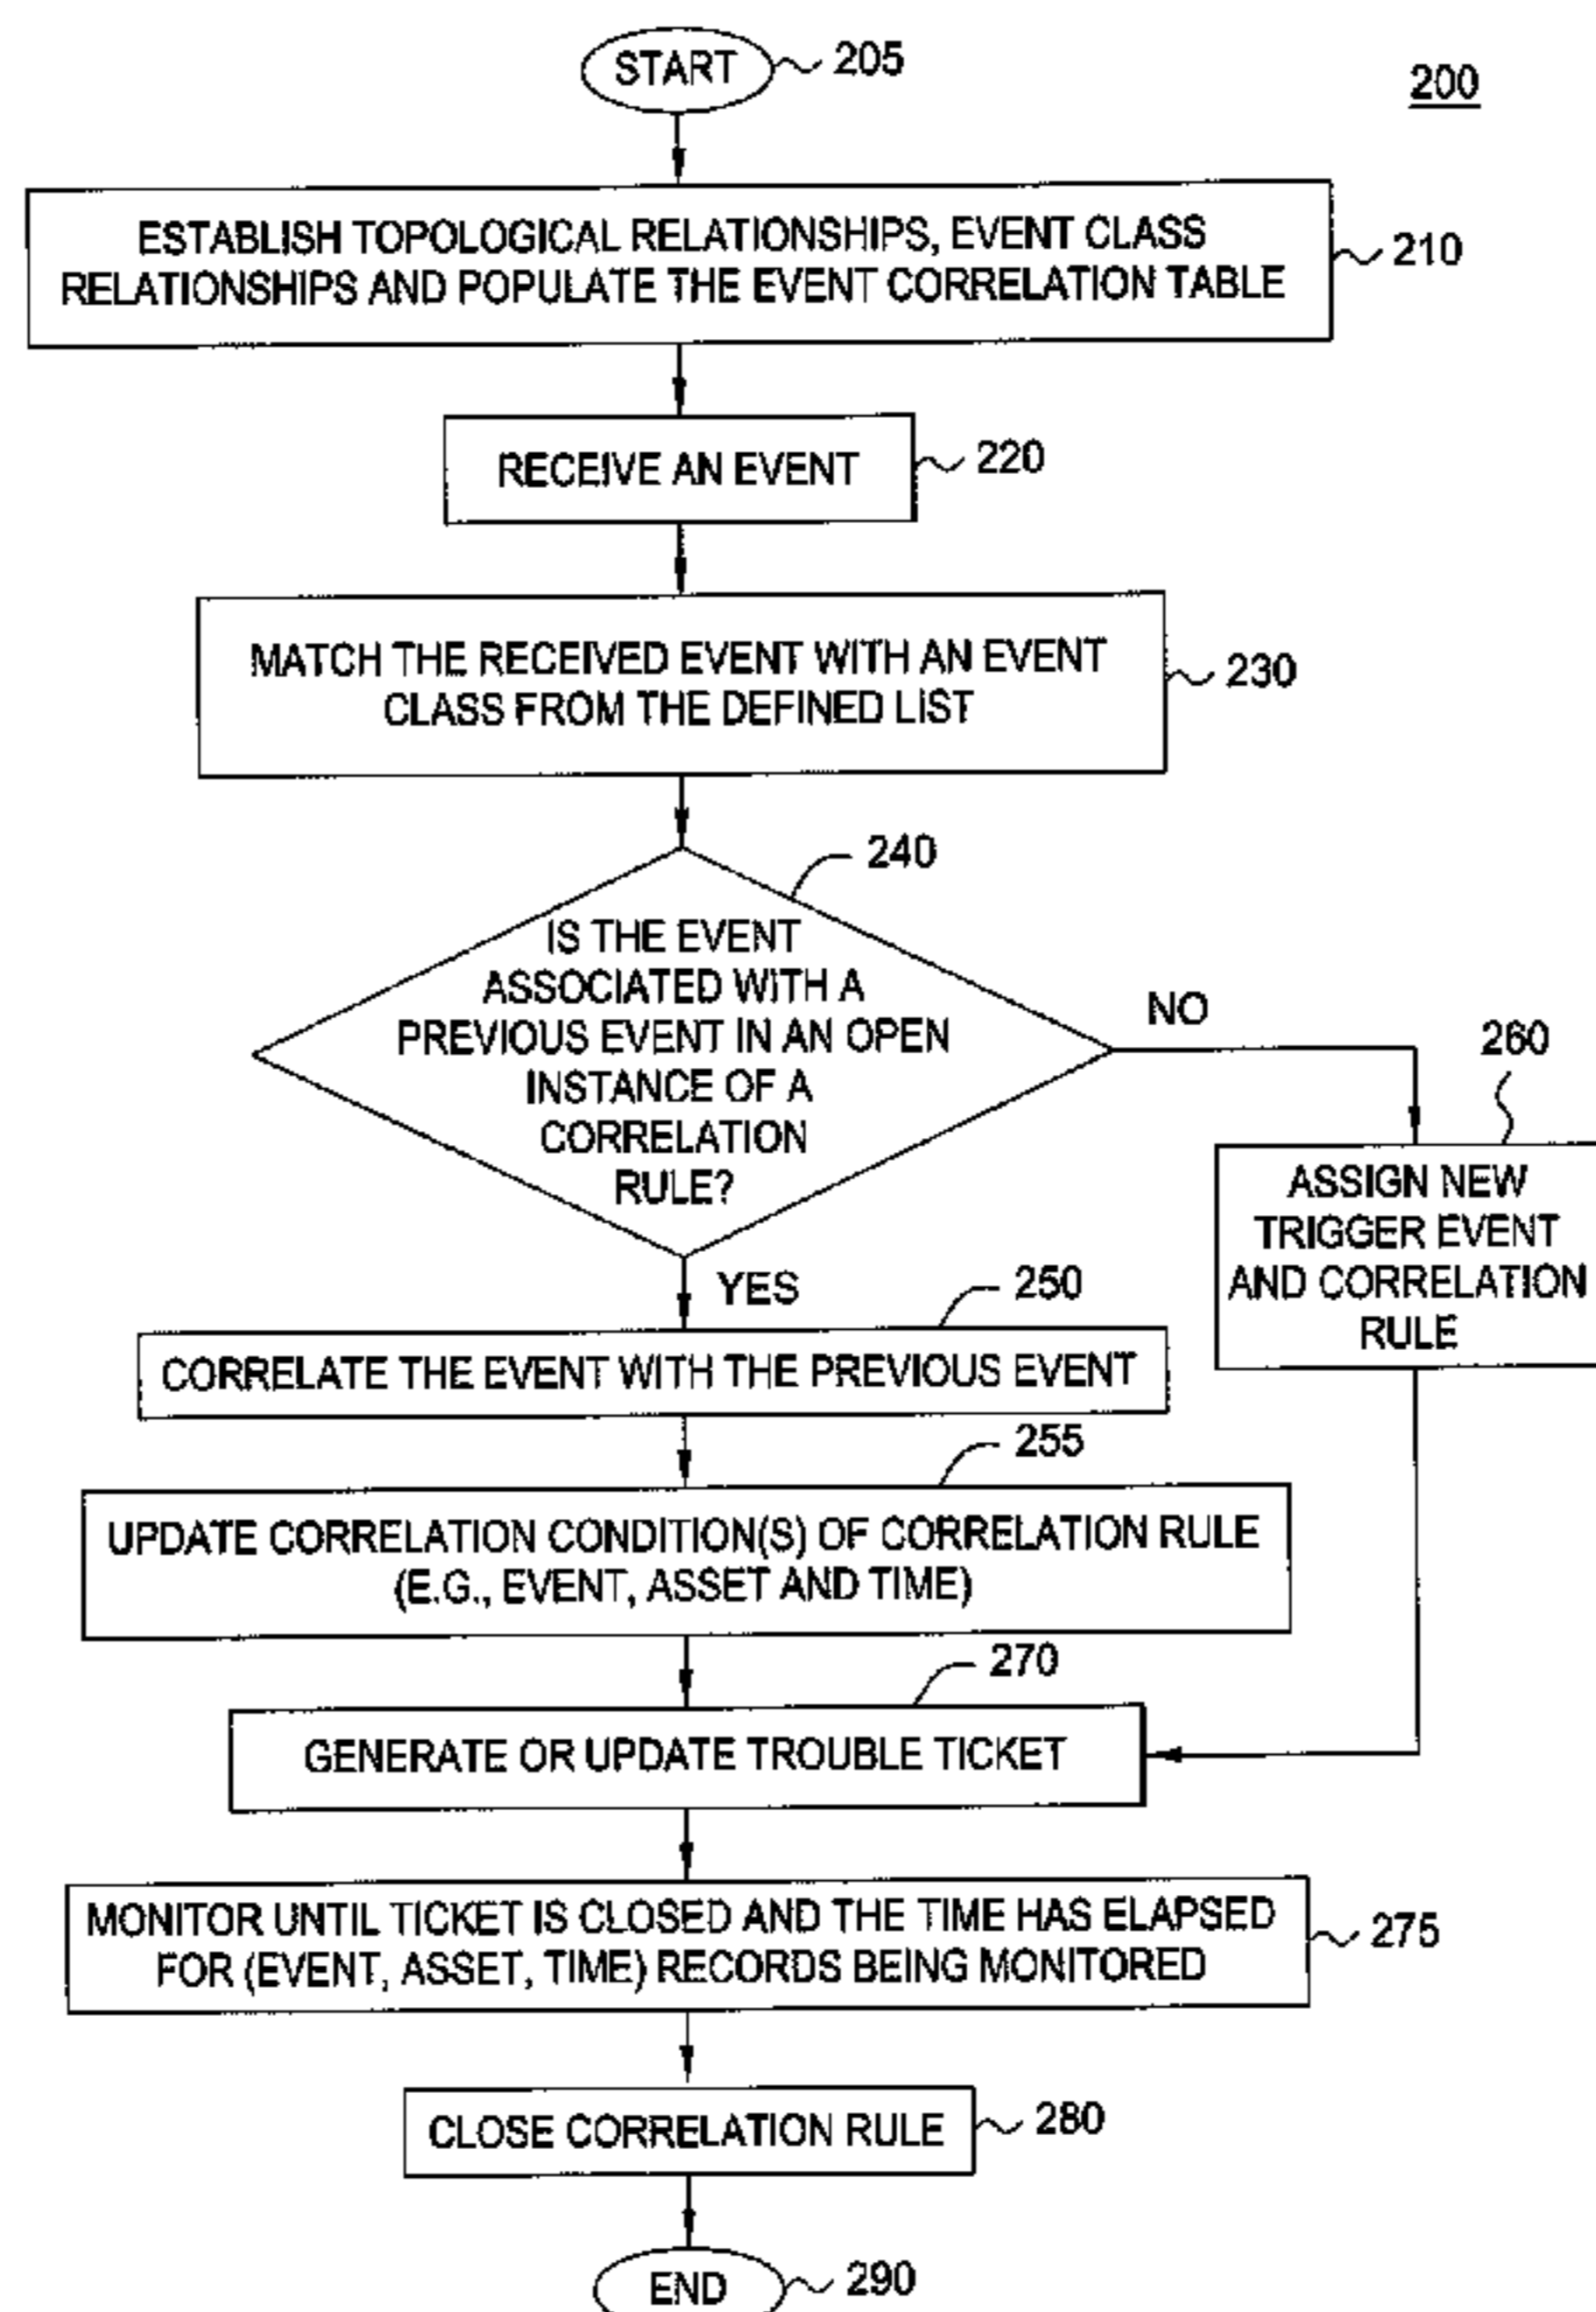 START
205
200
ESTABLISH TOPOLOGICAL RELATIONSHIPS, EVENT CLASS
RELATIONSHIPS AND POPULATE THE EVENT CORRELATION TABLE
210
RECEIVE AN EVENT
220
MATCH THE RECEIVED EVENT WITH AN EVENT
CLASS FROM THE DEFINED LIST
230
240
IS THE EVENT
ASSOCIATED WITH A
PREVIOUS EVENT IN AN OPEN
INSTANCE OF A
CORRELATION
RULE?
NO
260
ASSIGN NEW
TRIGGER EVENT
AND CORRELATION
RULE
YES
250
CORRELATE THE EVENT WITH THE PREVIOUS EVENT
255
UPDATE CORRELATION CONDITION(S) OF CORRELATION RULE
(E.G., EVENT, ASSET AND TIME)
270
GENERATE OR UPDATE TROUBLE TICKET
MONITOR UNTIL TICKET IS CLOSED AND THE TIME HAS ELAPSED
FOR (EVENT, ASSET, TIME) RECORDS BEING MONITORED
275
CLOSE CORRELATION RULE
280
END
290